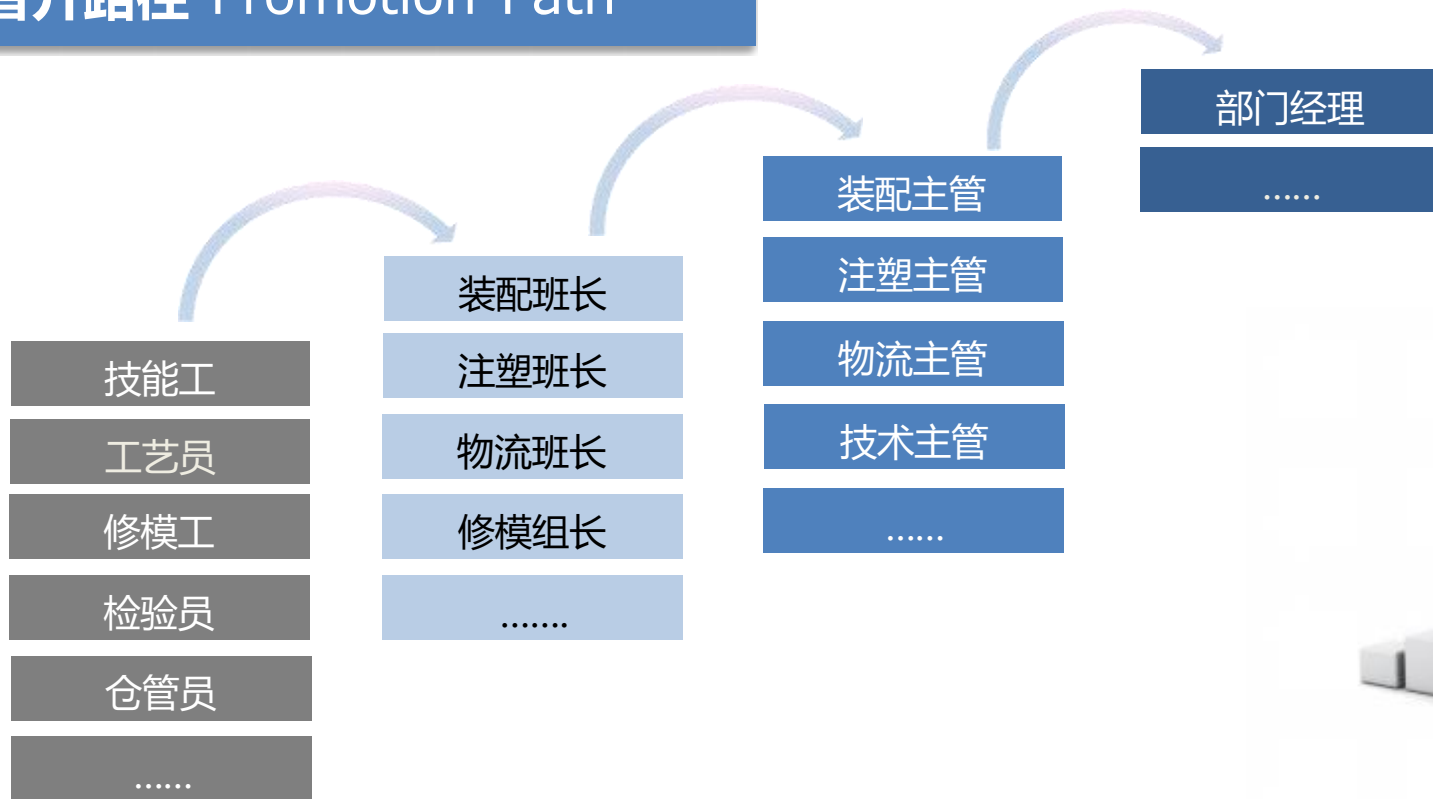 晋升路径 Promotion Path
技能工
工艺员
修模工
检验员
仓管员
……
装配班长
注塑班长
物流班长
修模组长
.......
装配主管
注塑主管
物流主管
技术主管
……
部门经理
……